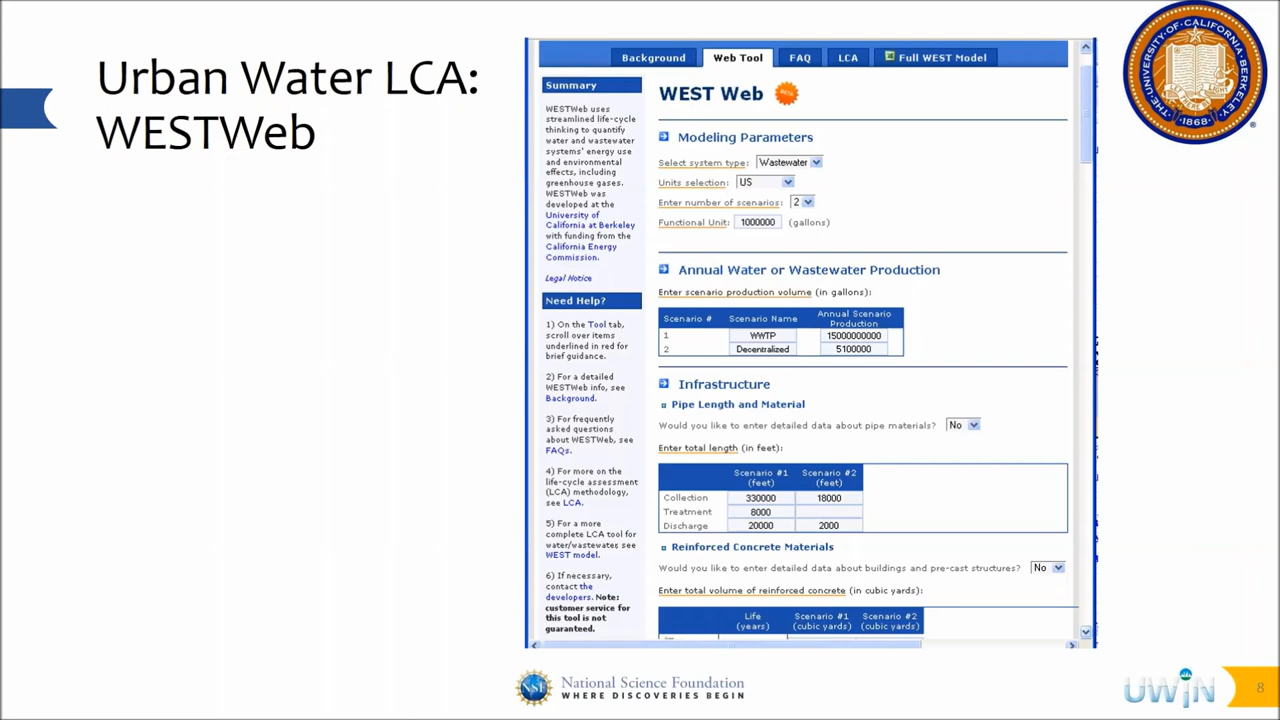 Urban Water LCA:
WESTWeb
Background Web Tool FAQ LCA Full WEST Model
Summary
WESTWeb uses
streamlined life-cycle
thinking to quantify
water and wastewater
systems' energy use
and environmental
effects, including
greenhouse gases.
WESTWeb was
developed at the
University of
California at Berkeley
with funding from the
California Energy
Commission.
Legal Notice
Need Help?
1) On the Tool tab,
scroll over items
underlined in red for
brief guidance.
2) For a detailed
WESTWeb info, see
Background.
3) For frequently
asked questions
about WESTWeb, see
FAQs.
4) For more on the
life-cycle assessment
(LCA) methodology,
see LCA.
5) For a more
complete LCA tool for
water/wastewater, see
WEST model.
6) If necessary,
contact the
developers. Note:
customer service for
this tool is not
guaranteed.
WEST Web BETA
Modeling Parameters
Select system type: Wastewater
Units selection: US
Enter number of scenarios: 2
Functional Unit: 1000000 (gallons)
Annual Water or Wastewater Production
Enter scenario production volume (in gallons):
Scenario # Scenario Name Annual Scenario Production
1 WWTP 15000000000
2 Decentralized 5100000
Infrastructure
Pipe Length and Material
Would you like to enter detailed data about pipe materials? No
Enter total length (in feet):
Scenario #1 (feet) Scenario #2 (feet)
Collection 330000 18000
Treatment 8000
Discharge 20000 2000
Reinforced Concrete Materials
Would you like to enter detailed data about buildings and pre-cast structures? No
Enter total volume of reinforced concrete (in cubic yards):
Life (years) Scenario #1 (cubic yards) Scenario #2 (cubic yards)
THE·UNIVERSITY·OF·CALIFORNIA·BERKELEY·
LET THERE BE LIGHT
·1868·
®
NSF
National Science Foundation
WHERE DISCOVERIES BEGIN
UWIN
8